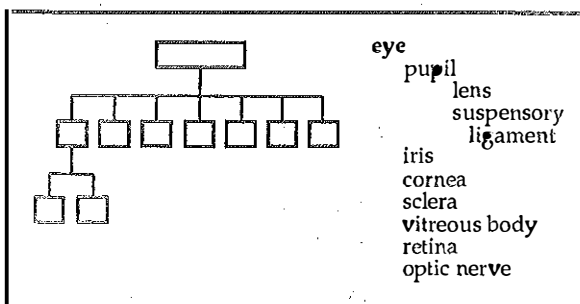 eye
pupil
lens
suspensory
ligament
iris
cornea
sclera
vitreous body
retina
optic nerve